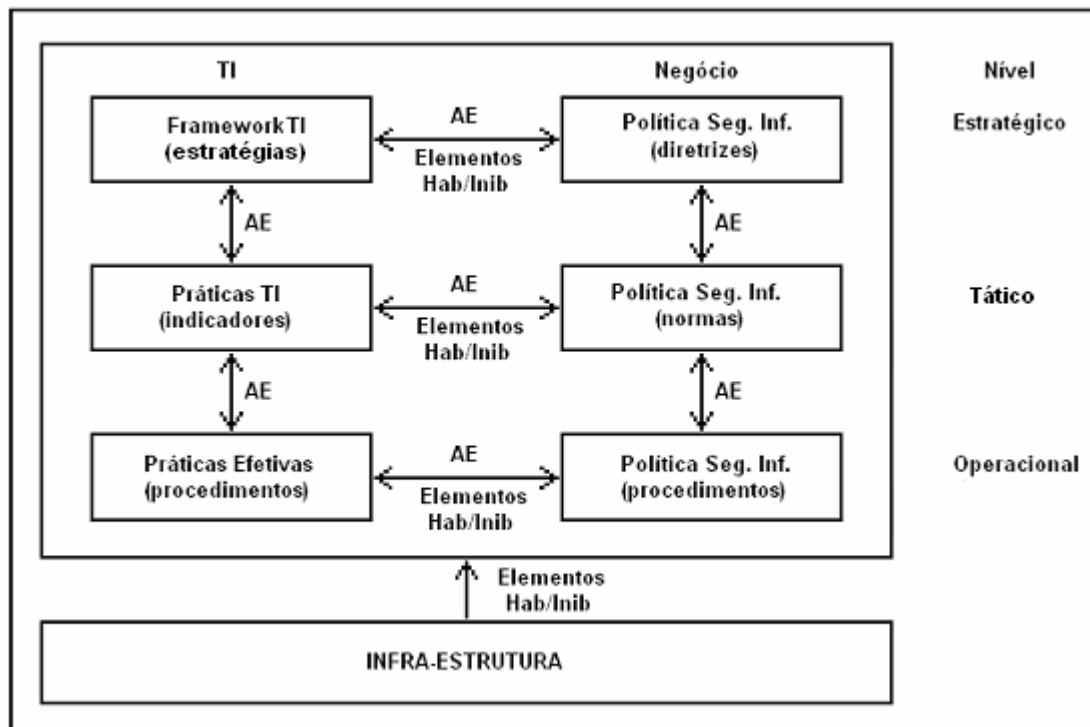 TI
Negócio
Nível
Framework TI
(estratégias)
AE
Elementos
Hab/Inib
Política Seg. Inf.
(diretrizes)
Estratégico
AE
AE
Práticas TI
(indicadores)
AE
Elementos
Hab/Inib
Política Seg. Inf.
(normas)
Tático
AE
AE
Práticas Efetivas
(procedimentos)
AE
Elementos
Hab/Inib
Política Seg. Inf.
(procedimentos)
Operacional
Elementos
Hab/Inib
INFRA-ESTRUTURA